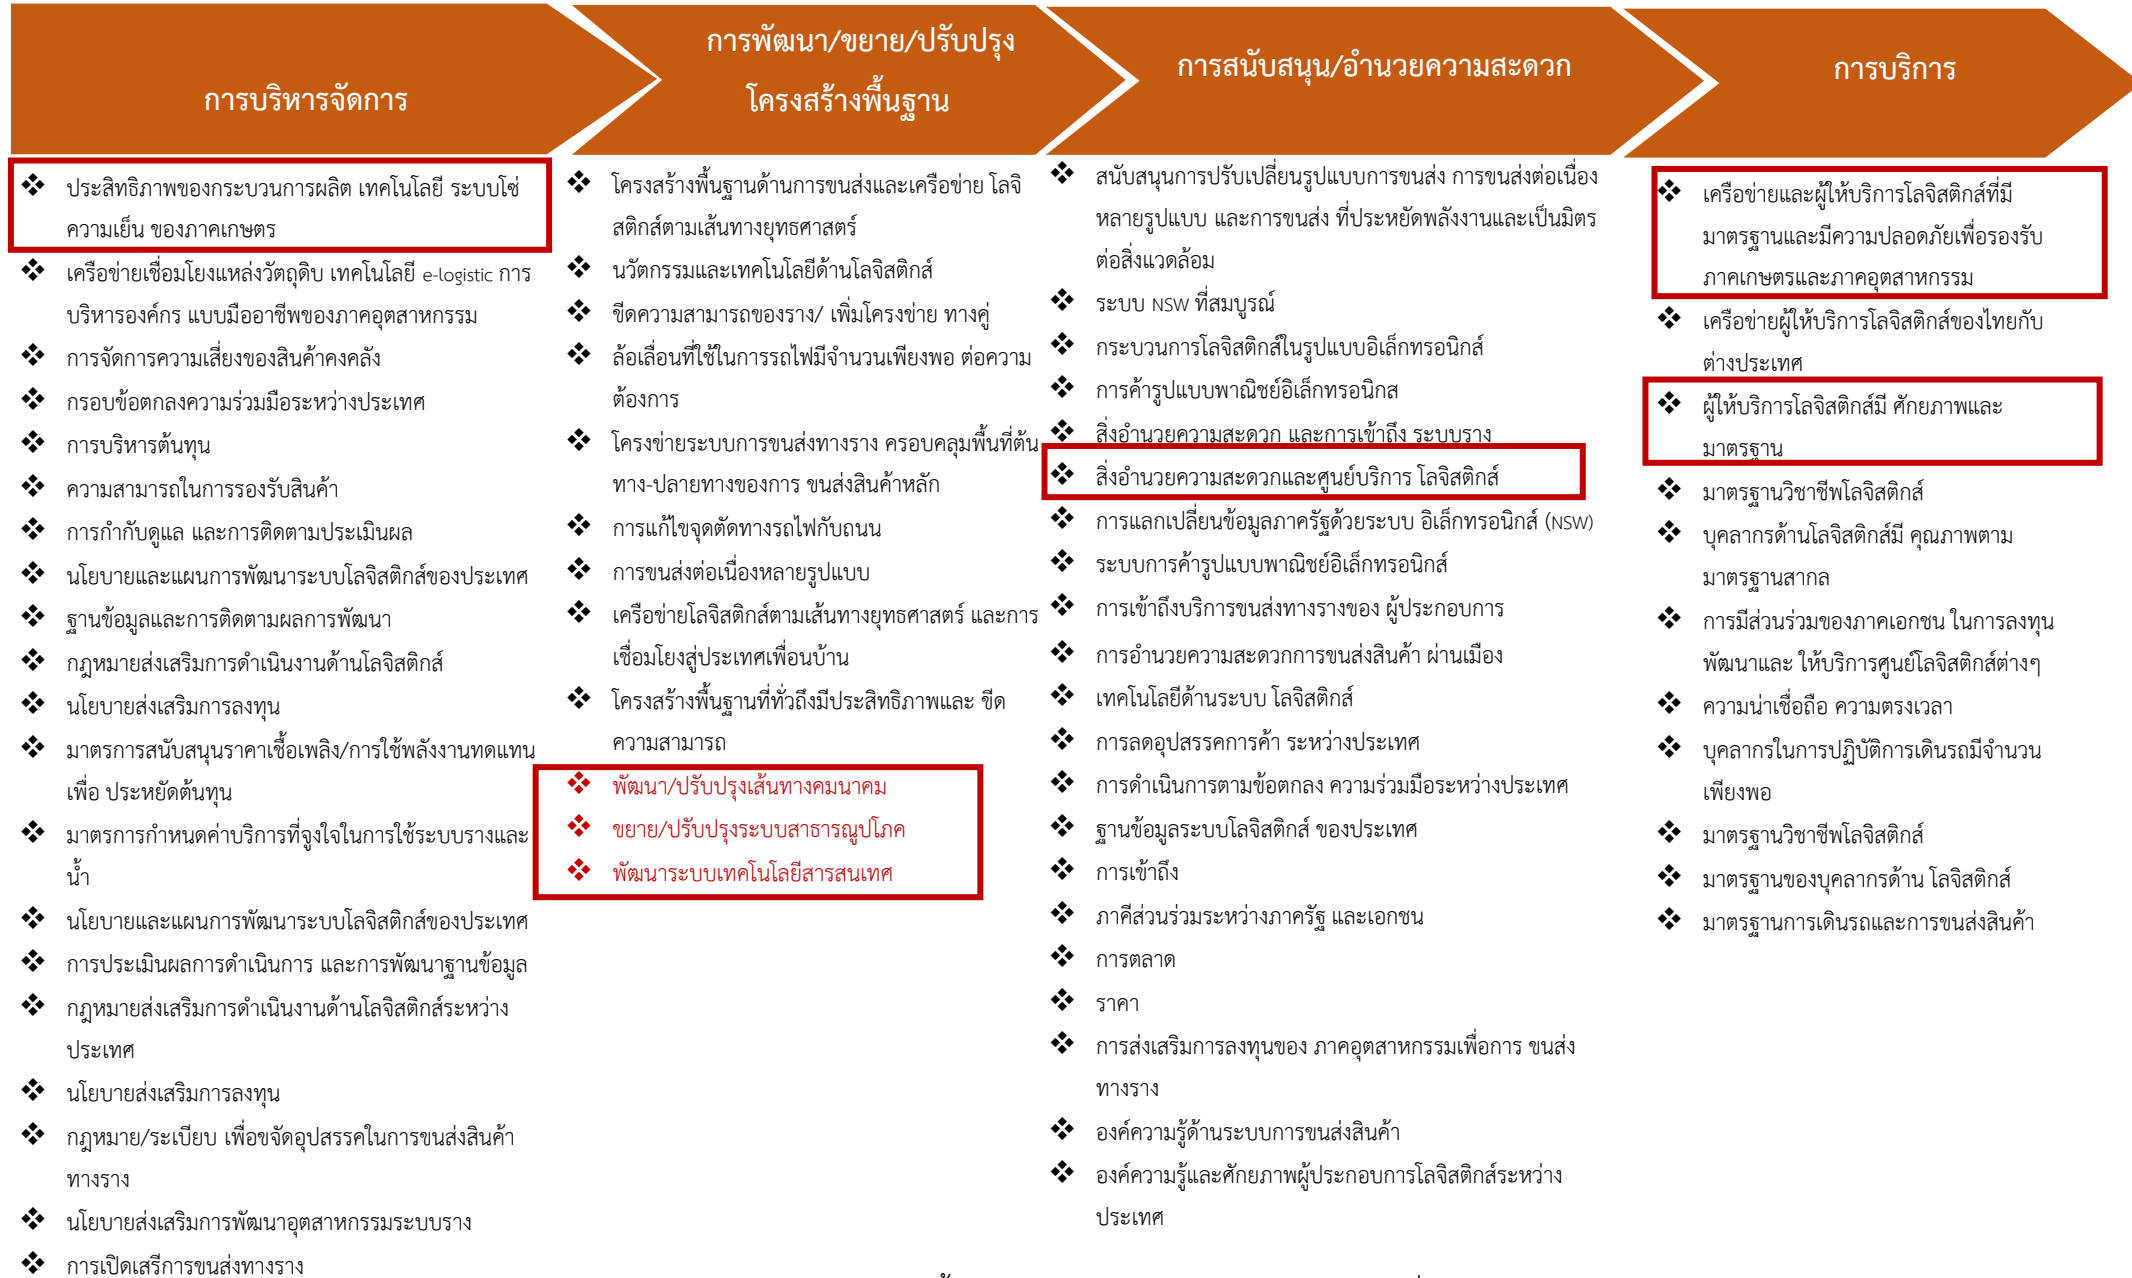 การบริหารจัดการ
ประสิทธิภาพของกระบวนการผลิต เทคโนโลยี ระบบโซ่
ความเย็น ของภาคเกษตร
เครือข่ายเชื่อมโยงแหล่งวัตถุดิบ เทคโนโลยี e-logistic การ
บริหารองค์กร แบบมืออาชีพของภาคอุตสาหกรรม
การจัดการความเสี่ยงของสินค้าคงคลัง
กรอบข้อตกลงความร่วมมือระหว่างประเทศ
การบริหารต้นทุน
ความสามารถในการรองรับสินค้า
การกำกับดูแล และการติดตามประเมินผล
นโยบายและแผนการพัฒนาระบบโลจิสติกส์ของประเทศ
ฐานข้อมูลและการติดตามผลการพัฒนา
กฎหมายส่งเสริมการดำเนินงานด้านโลจิสติกส์
นโยบายส่งเสริมการลงทุน
มาตรการสนับสนุนราคาเชื้อเพลิง/การใช้พลังงานทดแทน
เพื่อ ประหยัดต้นทุน
มาตรการกำหนดค่าบริการที่จูงใจในการใช้ระบบรางและ
น้ำ
นโยบายและแผนการพัฒนาระบบโลจิสติกส์ของประเทศ
การประเมินผลการดำเนินการ และการพัฒนาฐานข้อมูล
กฎหมายส่งเสริมการดำเนินงานด้านโลจิสติกส์ระหว่าง
ประเทศ
นโยบายส่งเสริมการลงทุน
กฎหมาย/ระเบียบ เพื่อขจัดอุปสรรคในการขนส่งสินค้า
ทางราง
นโยบายส่งเสริมการพัฒนาอุตสาหกรรมระบบราง
การเปิดเสรีการขนส่งทางราง
การพัฒนา/ขยาย/ปรับปรุง
โครงสร้างพื้นฐาน
โครงสร้างพื้นฐานด้านการขนส่งและเครือข่าย โลจิ
สติกส์ตามเส้นทางยุทธศาสตร์
นวัตกรรมและเทคโนโลยีด้านโลจิสติกส์
ขีดความสามารถของราง/ เพิ่มโครงข่าย ทางคู่
ล้อเลื่อนที่ใช้ในการรถไฟมีจำนวนเพียงพอ ต่อความ
ต้องการ
โครงข่ายระบบการขนส่งทางราง ครอบคลุมพื้นที่ต้น
ทาง-ปลายทางของการ ขนส่งสินค้าหลัก
การแก้ไขจุดตัดทางรถไฟกับถนน
การขนส่งต่อเนื่องหลายรูปแบบ
เครือข่ายโลจิสติกส์ตามเส้นทางยุทธศาสตร์ และการ
เชื่อมโยงสู่ประเทศเพื่อนบ้าน
โครงสร้างพื้นฐานที่ทั่วถึงมีประสิทธิภาพและ ขีด
ความสามารถ
พัฒนา/ปรับปรุงเส้นทางคมนาคม
ขยาย/ปรับปรุงระบบสาธารณูปโภค
พัฒนาระบบเทคโนโลยีสารสนเทศ
การสนับสนุน/อำนวยความสะดวก
สนับสนุนการปรับเปลี่ยนรูปแบบการขนส่ง การขนส่งต่อเนื่อง
หลายรูปแบบ และการขนส่ง ที่ประหยัดพลังงานและเป็นมิตร
ต่อสิ่งแวดล้อม
ระบบ NSW ที่สมบูรณ์
กระบวนการโลจิสติกส์ในรูปแบบอิเล็กทรอนิกส์
การค้ารูปแบบพาณิชย์อิเล็กทรอนิกส
สิ่งอำนวยความสะดวก และการเข้าถึง ระบบราง
สิ่งอำนวยความสะดวกและศูนย์บริการ โลจิสติกส์
การแลกเปลี่ยนข้อมูลภาครัฐด้วยระบบ อิเล็กทรอนิกส์ (NSW)
ระบบการค้ารูปแบบพาณิชย์อิเล็กทรอนิกส์
การเข้าถึงบริการขนส่งทางรางของ ผู้ประกอบการ
การอำนวยความสะดวกการขนส่งสินค้า ผ่านเมือง
เทคโนโลยีด้านระบบ โลจิสติกส์
การลดอุปสรรคการค้า ระหว่างประเทศ
การดำเนินการตามข้อตกลง ความร่วมมือระหว่างประเทศ
ฐานข้อมูลระบบโลจิสติกส์ ของประเทศ
การเข้าถึง
ภาคีส่วนร่วมระหว่างภาครัฐ และเอกชน
การตลาด
ราคา
การส่งเสริมการลงทุนของ ภาคอุตสาหกรรมเพื่อการ ขนส่ง
ทางราง
องค์ความรู้ด้านระบบการขนส่งสินค้า
องค์ความรู้และศักยภาพผู้ประกอบการโลจิสติกส์ระหว่าง
ประเทศ
การบริการ
เครือข่ายและผู้ให้บริการโลจิสติกส์ที่มี
มาตรฐานและมีความปลอดภัยเพื่อรองรับ
ภาคเกษตรและภาคอุตสาหกรรม
เครือข่ายผู้ให้บริการโลจิสติกส์ของไทยกับ
ต่างประเทศ
ผู้ให้บริการโลจิสติกส์มี ศักยภาพและ
มาตรฐาน
มาตรฐานวิชาชีพโลจิสติกส์
บุคลากรด้านโลจิสติกส์มี คุณภาพตาม
มาตรฐานสากล
การมีส่วนร่วมของภาคเอกชน ในการลงทุน
พัฒนาและ ให้บริการศูนย์โลจิสติกส์ต่างๆ
ความน่าเชื่อถือ ความตรงเวลา
บุคลากรในการปฏิบัติการเดินรถมีจำนวน
เพียงพอ
มาตรฐานวิชาชีพโลจิสติกส์
มาตรฐานของบุคลากรด้าน โลจิสติกส์
มาตรฐานการเดินรถและการขนส่งสินค้า